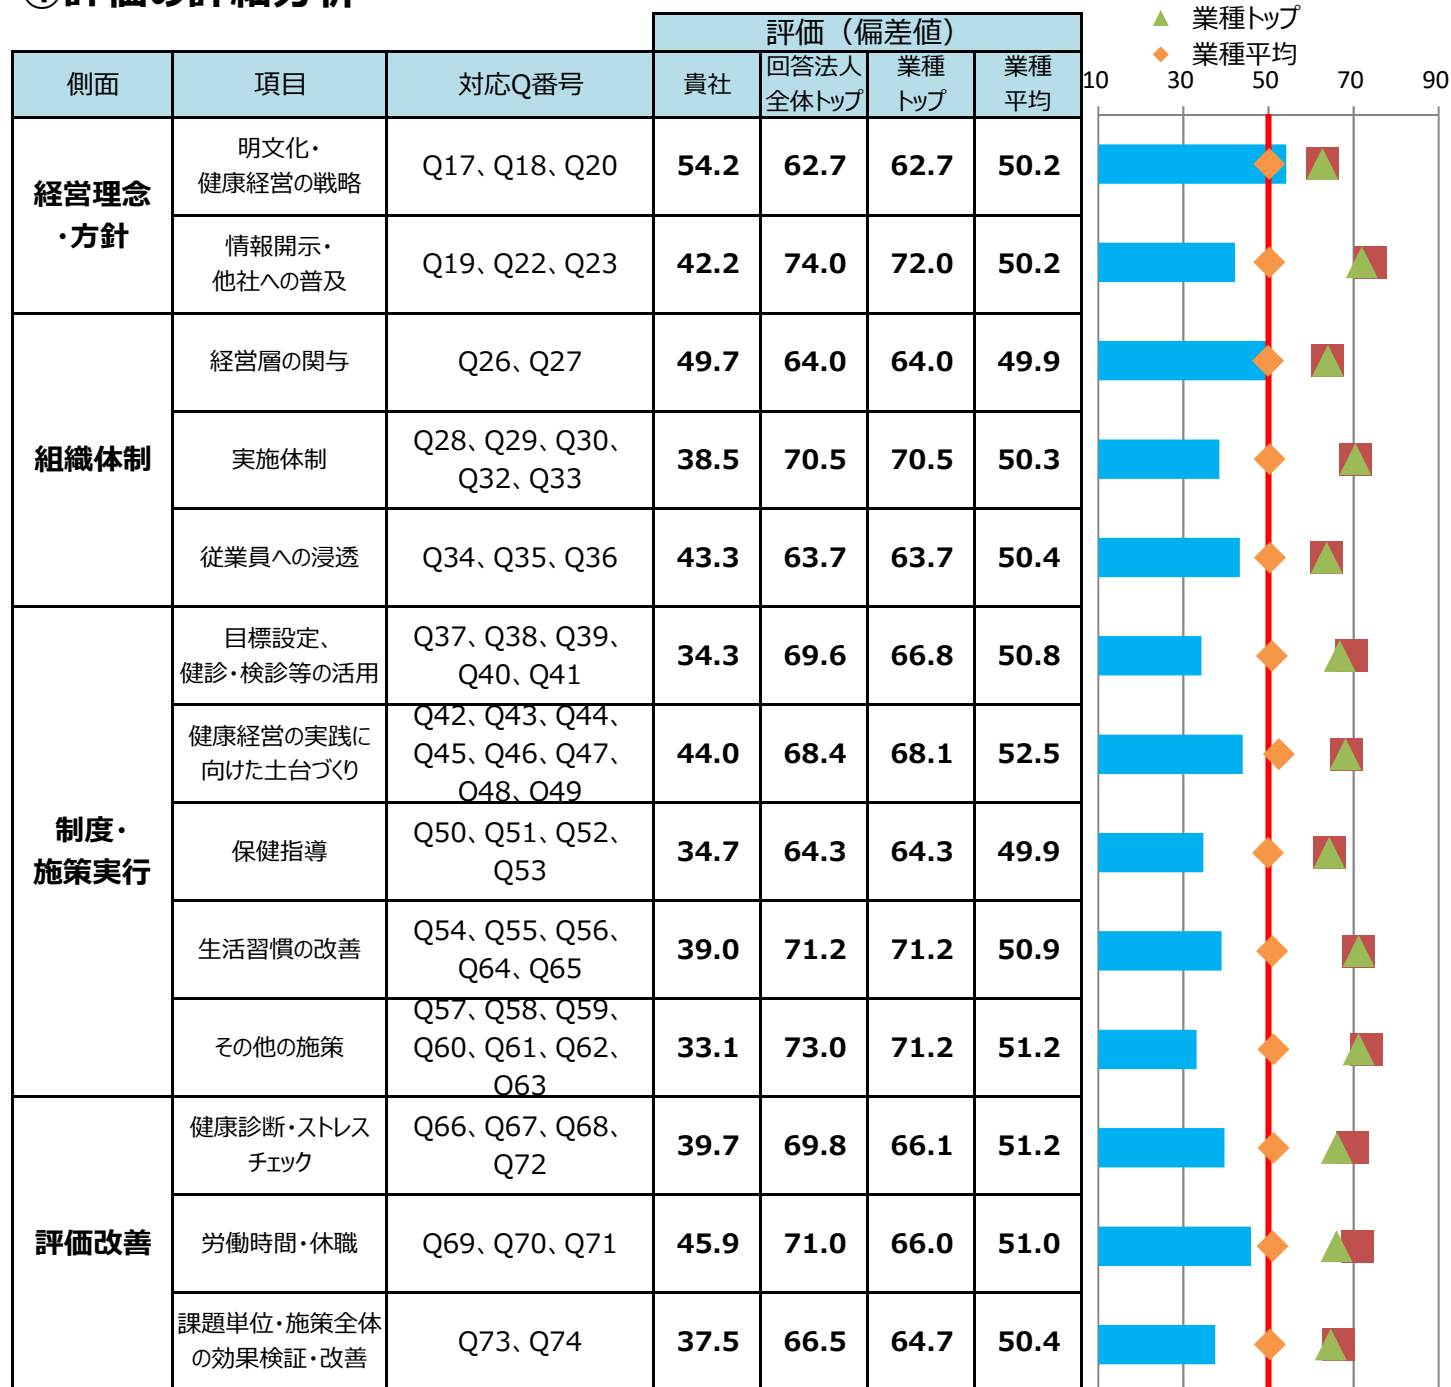 ①評価の詳細分析
▲ 業種トップ
◆ 業種平均
評価（偏差値）
側面 項目 対応Q番号 貴社 回答法人 業種 業種
全体トップ トップ 平均
10 30 50 70 90
経営理念
・方針
明文化・
健康経営の戦略
Q17、Q18、Q20 54.2 62.7 62.7 50.2
情報開示・
他社への普及
Q19、Q22、Q23 42.2 74.0 72.0 50.2
組織体制
経営層の関与 Q26、Q27 49.7 64.0 64.0 49.9
実施体制
Q28、Q29、Q30、
Q32、Q33
38.5 70.5 70.5 50.3
従業員への浸透 Q34、Q35、Q36 43.3 63.7 63.7 50.4
制度・
施策実行
目標設定、
健診・検診等の活用
Q37、Q38、Q39、
Q40、Q41
34.3 69.6 66.8 50.8
健康経営の実践に
向けた土台づくり
Q42、Q43、Q44、
Q45、Q46、Q47、
Q48、Q49
44.0 68.4 68.1 52.5
保健指導
Q50、Q51、Q52、
Q53
34.7 64.3 64.3 49.9
生活習慣の改善
Q54、Q55、Q56、
Q64、Q65
39.0 71.2 71.2 50.9
その他の施策
Q57、Q58、Q59、
Q60、Q61、Q62、
Q63
33.1 73.0 71.2 51.2
評価改善
健康診断・ストレス
チェック
Q66、Q67、Q68、
Q72
39.7 69.8 66.1 51.2
労働時間・休職 Q69、Q70、Q71 45.9 71.0 66.0 51.0
課題単位・施策全体
の効果検証・改善
Q73、Q74 37.5 66.5 64.7 50.4